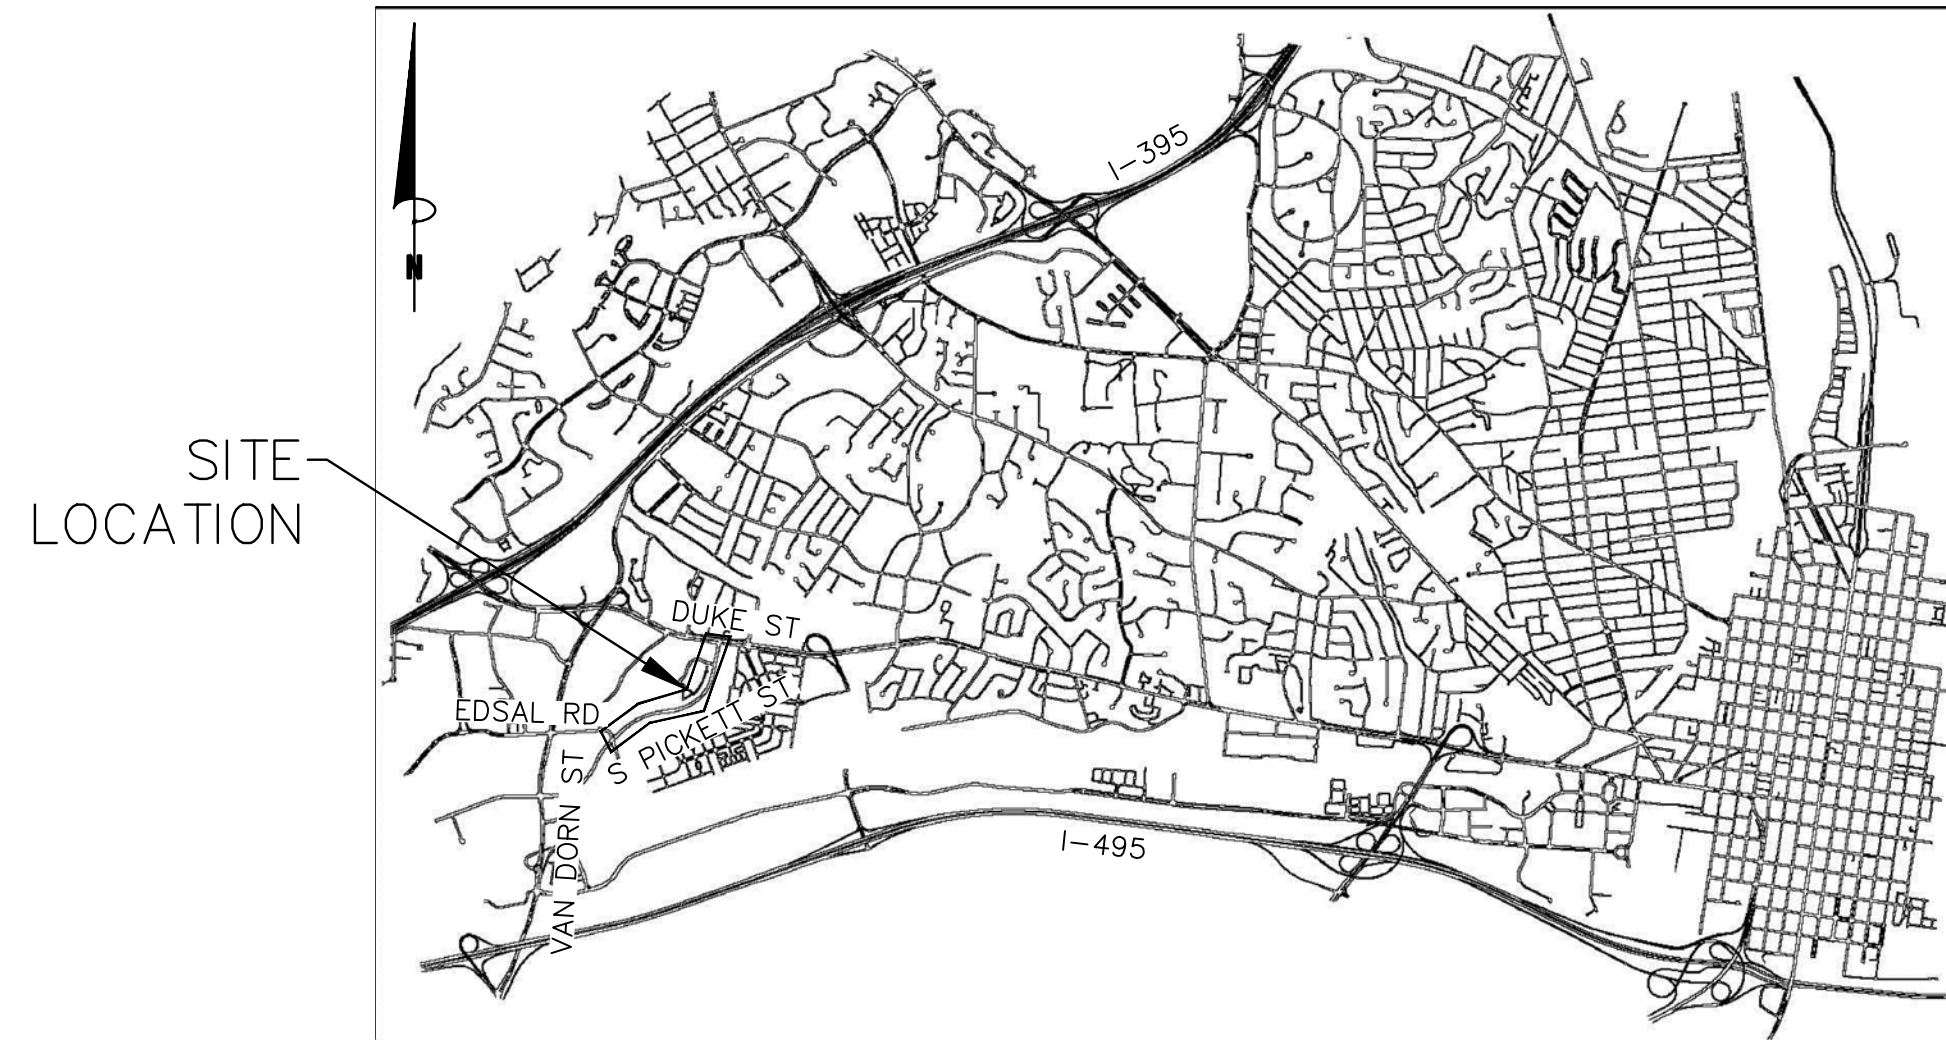 I-395
N
SITE
LOCATION
DUKE ST
EDSAL RD
S PICKETT ST
VAN DORN ST
I-495